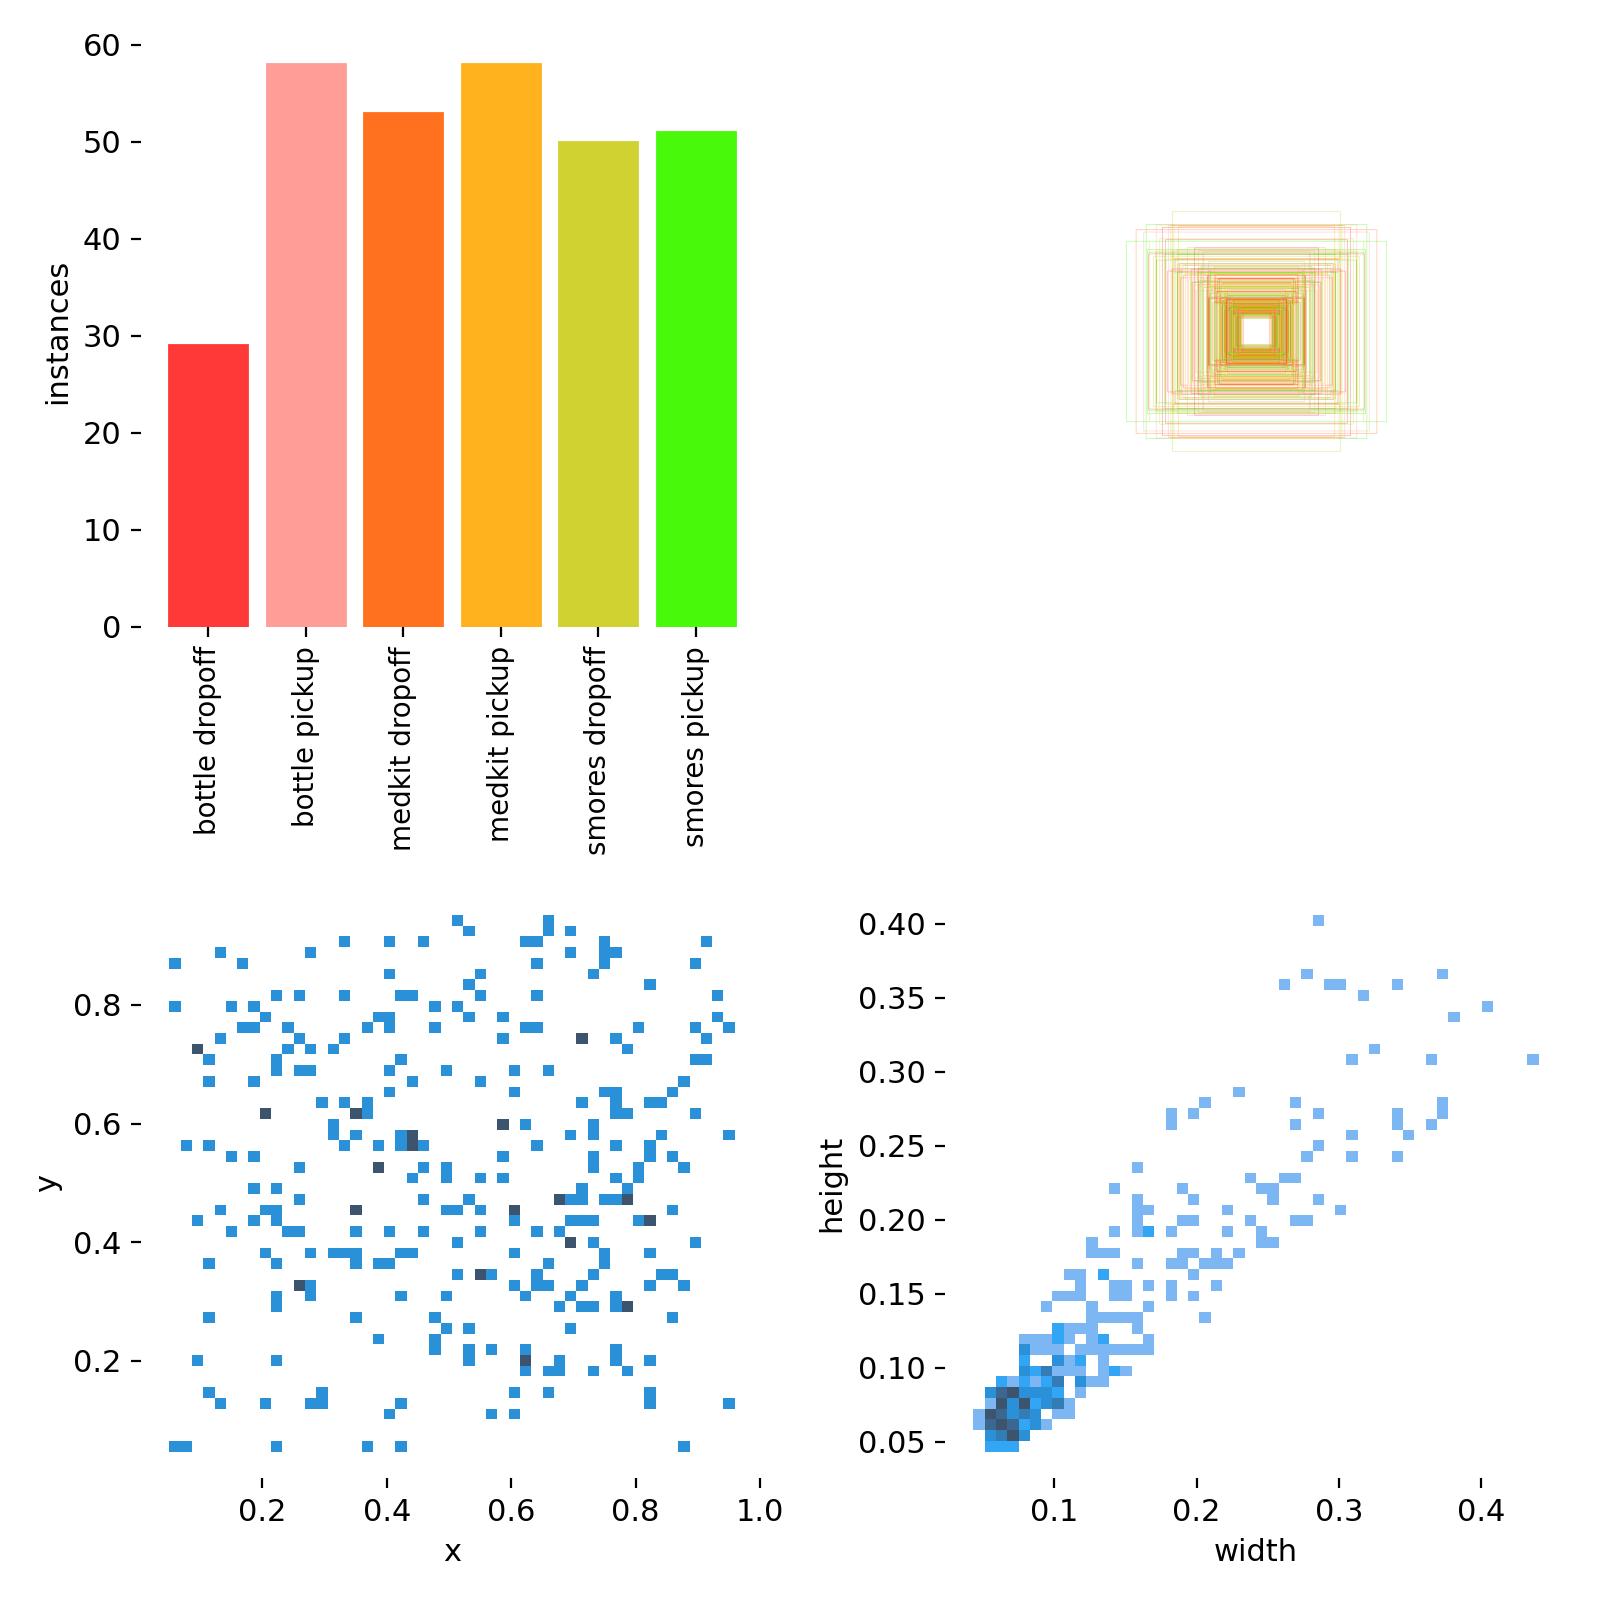 60
50
40
30
20
10
0
instances
bottle dropoff
bottle pickup
medkit dropoff
medkit pickup
smores dropoff
smores pickup
0.8
0.6
0.4
0.2
y
0.2 0.4 0.6 0.8 1.0
x
0.40
0.35
0.30
0.25
0.20
0.15
0.10
0.05
height
0.1 0.2 0.3 0.4
width